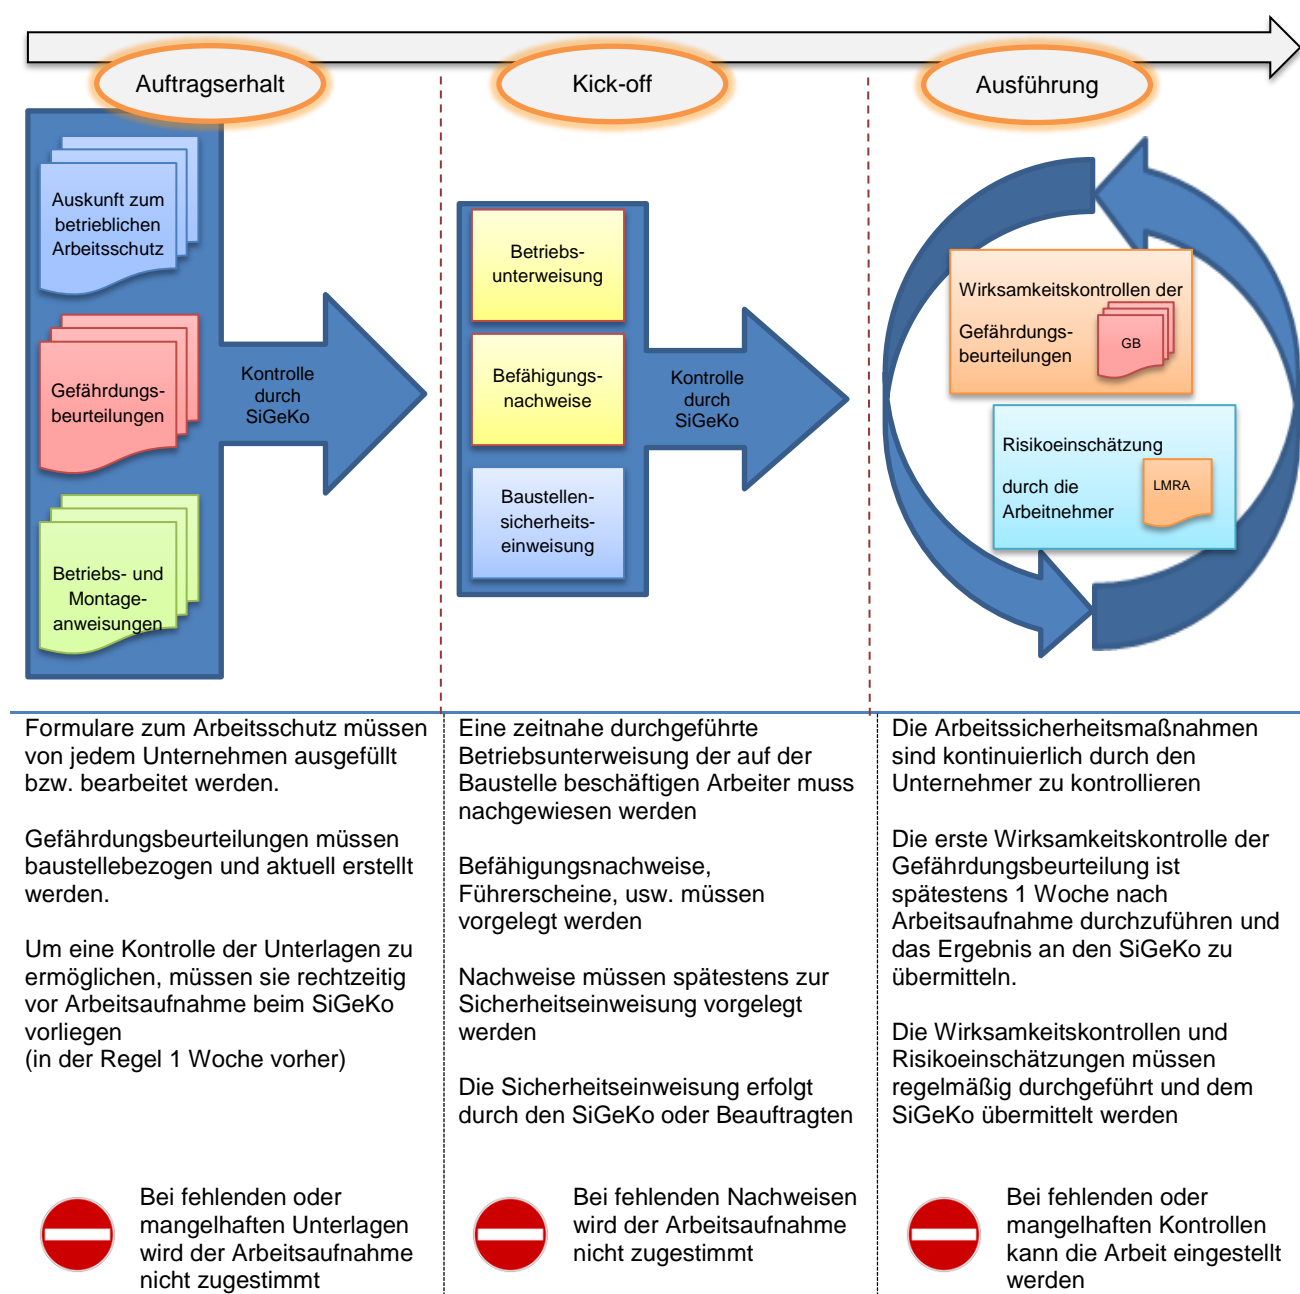 Auftragserhalt
Kick-off
Ausführung
Auskunft zum
betrieblichen
Arbeitsschutz
Gefährdungs-
beurteilungen
Betriebs- und
Montage-
anweisungen
Kontrolle
durch
SiGeKo
Betriebs-
unterweisung
Befähigungs-
nachweise
Baustellen-
sicherheits-
einweisung
Kontrolle
durch
SiGeKo
Wirksamkeitskontrollen der
Gefährdungs-
beurteilungen
GB
Risikoeinschätzung
durch die
Arbeitnehmer
LMRA
Formulare zum Arbeitsschutz müssen
von jedem Unternehmen ausgefüllt
bzw. bearbeitet werden.
Gefährdungsbeurteilungen müssen
baustellebezogen und aktuell erstellt
werden.
Um eine Kontrolle der Unterlagen zu
ermöglichen, müssen sie rechtzeitig
vor Arbeitsaufnahme beim SiGeKo
vorliegen
(in der Regel 1 Woche vorher)
Bei fehlenden oder
mangelhaften Unterlagen
wird der Arbeitsaufnahme
nicht zugestimmt
Eine zeitnahe durchgeführte
Betriebsunterweisung der auf der
Baustelle beschäftigen Arbeiter muss
nachgewiesen werden
Befähigungsnachweise,
Führerscheine, usw. müssen
vorgelegt werden
Nachweise müssen spätestens zur
Sicherheitseinweisung vorgelegt
werden
Die Sicherheitseinweisung erfolgt
durch den SiGeKo oder Beauftragten
Bei fehlenden Nachweisen
wird der Arbeitsaufnahme
nicht zugestimmt
Die Arbeitssicherheitsmaßnahmen
sind kontinuierlich durch den
Unternehmer zu kontrollieren
Die erste Wirksamkeitskontrolle der
Gefährdungsbeurteilung ist
spätestens 1 Woche nach
Arbeitsaufnahme durchzuführen und
das Ergebnis an den SiGeKo zu
übermitteln.
Die Wirksamkeitskontrollen und
Risikoeinschätzungen müssen
regelmäßig durchgeführt und dem
SiGeKo übermittelt werden
Bei fehlenden oder
mangelhaften Kontrollen
kann die Arbeit eingestellt
werden